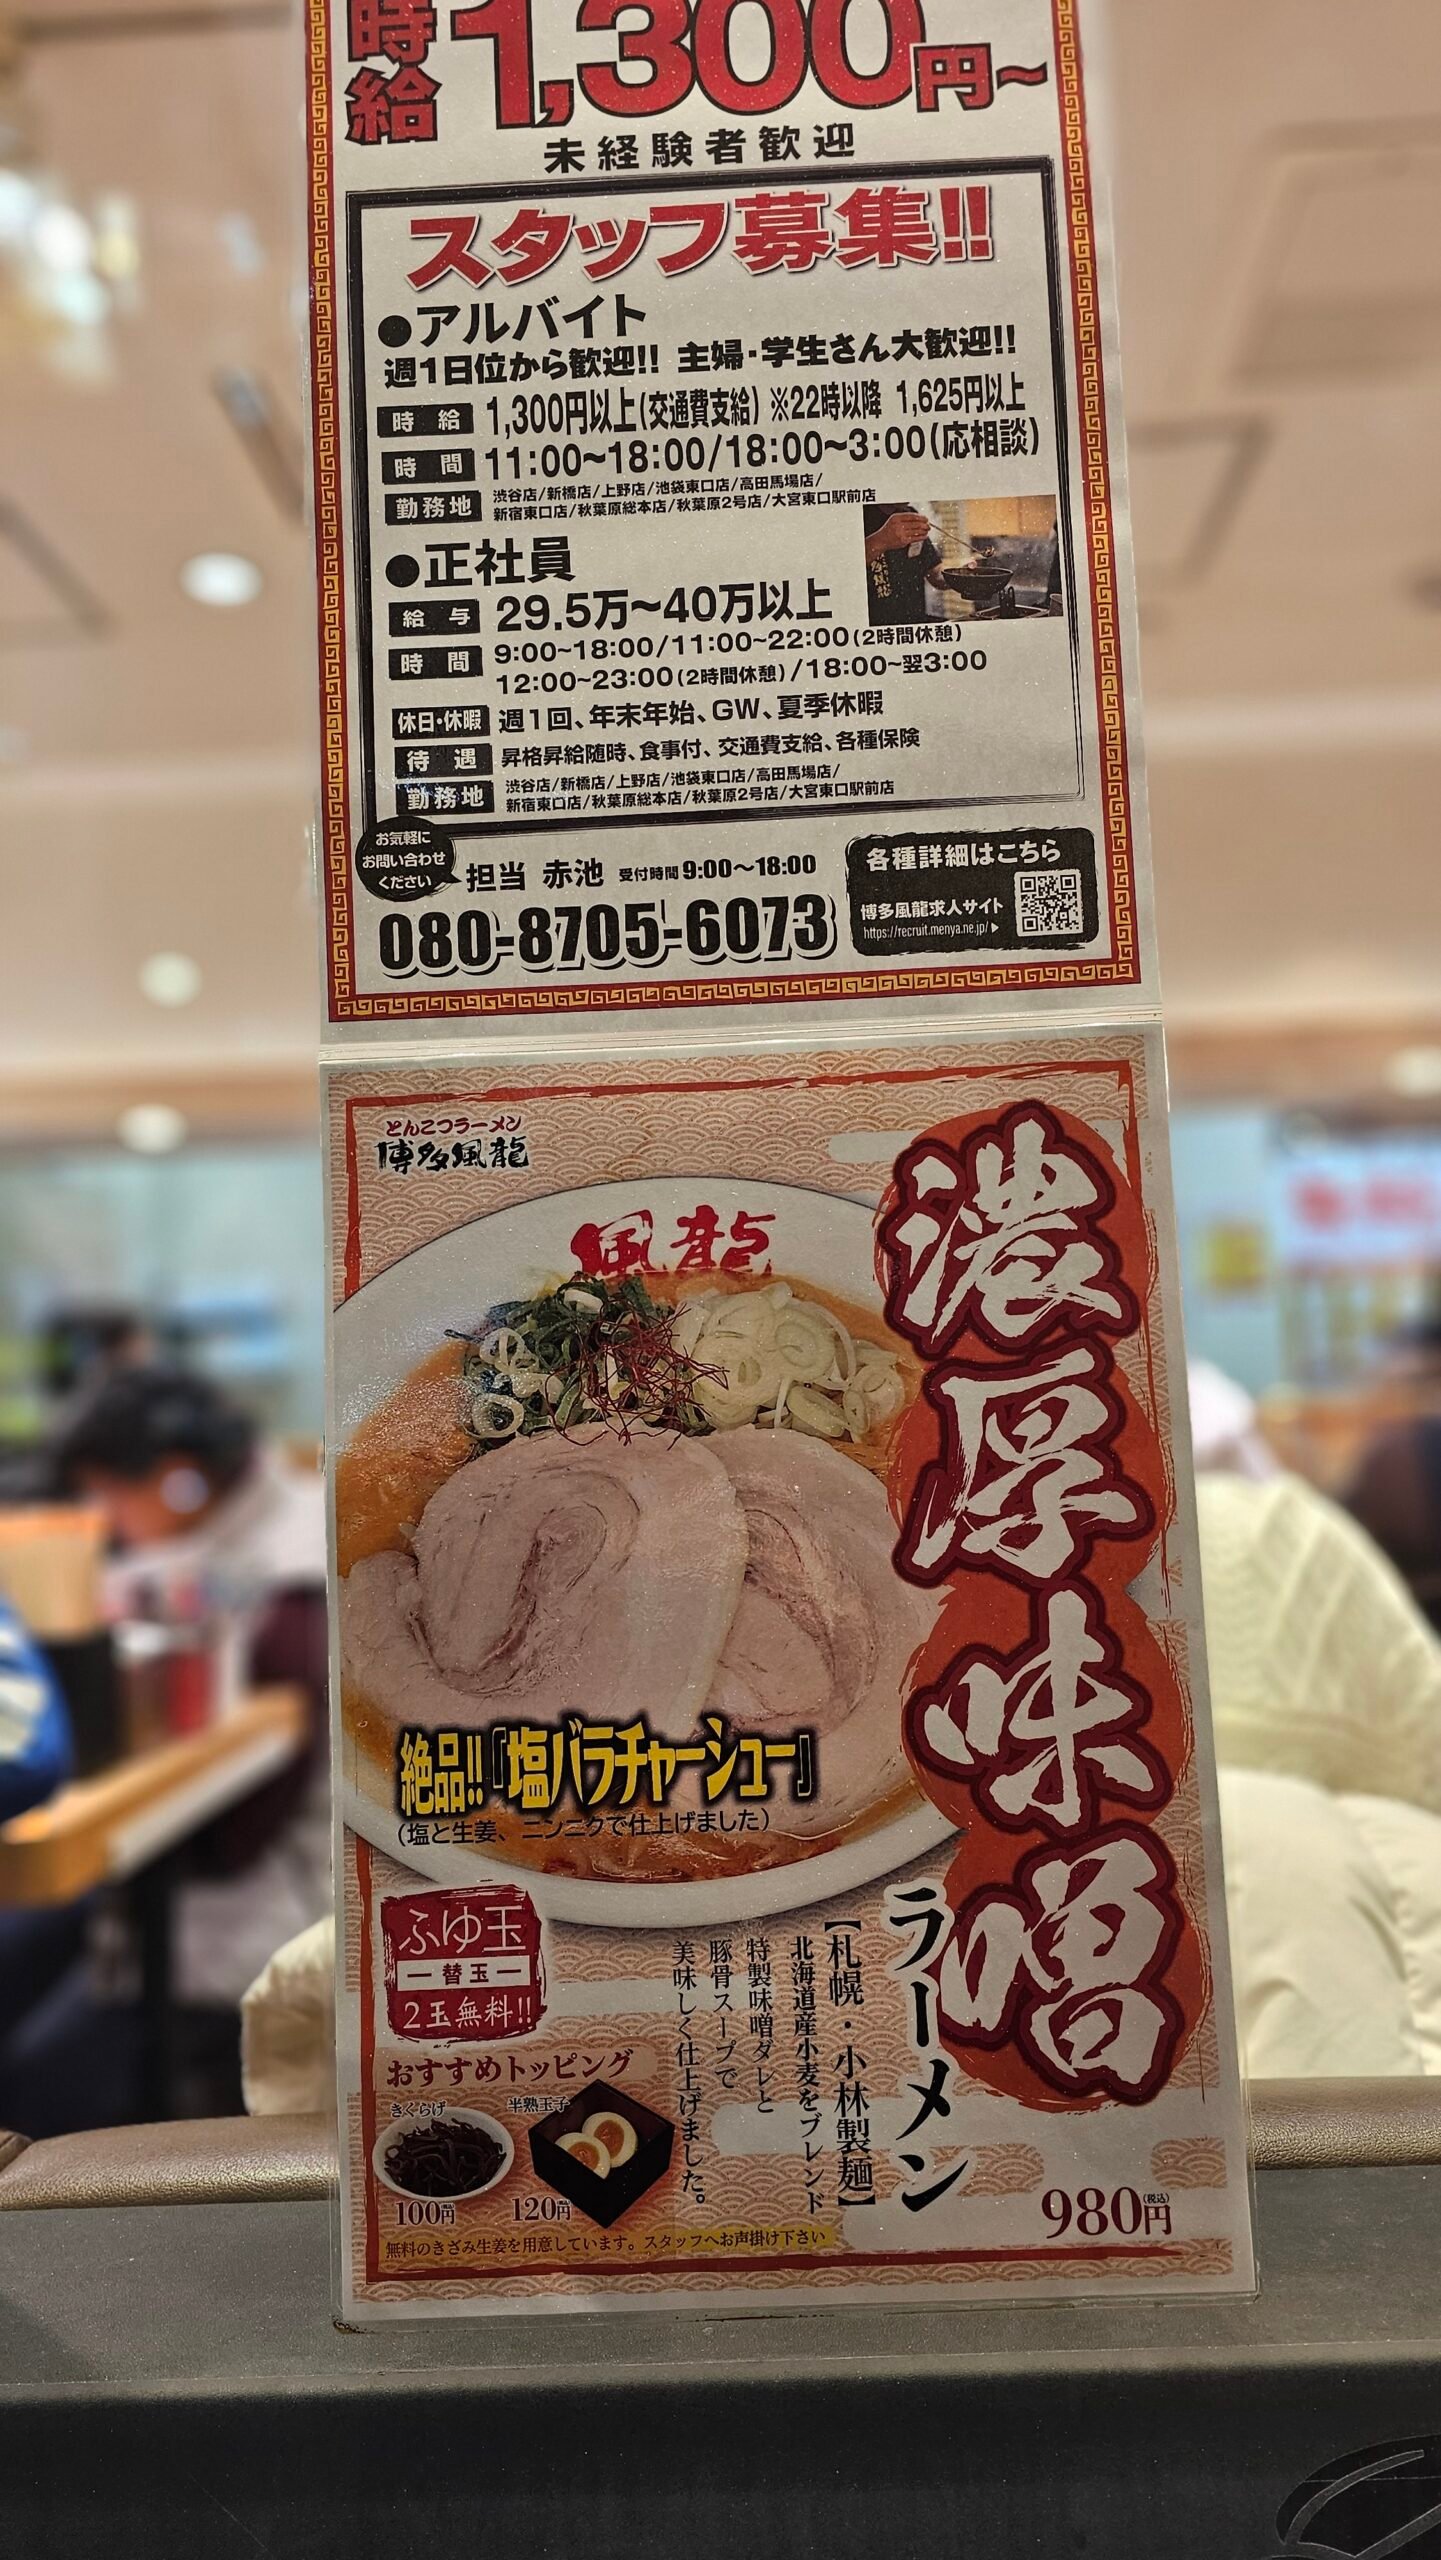 時給1,300円~
未経験者歓迎
スタッフ募集!!
●アルバイト
週1日位から歓迎!! 主婦・学生さん大歓迎!!
時給 1,300円以上(交通費支給) ※22時以降 1,625円以上
時間 11:00~18:00/18:00~3:00(応相談)
勤務地 渋谷店/新橋店/上野店/池袋東口店/高田馬場店/
新宿東口店/秋葉原総本店/秋葉原2号店/大宮東口駅前店
●正社員
給与 29.5万~40万以上
時間 9:00~18:00/11:00~22:00(2時間休憩)
12:00~23:00(2時間休憩)/18:00~翌3:00
休日・休暇 週1回、年末年始、GW、夏季休暇
待遇 昇格昇給随時、食事付、交通費支給、各種保険
勤務地 渋谷店/新橋店/上野店/池袋東口店/高田馬場店/
新宿東口店/秋葉原総本店/秋葉原2号店/大宮東口駅前店
お気軽に
お問い合わせ
ください
担当 赤池 受付時間9:00~18:00
080-8705-6073
各種詳細はこちら
博多風龍求人サイト
https://recruit.menya.ne.jp/▶
とんこつラーメン
博多風龍
風龍
濃厚味噌
ラーメン
絶品!!『塩バラチャーシュー』
(塩と生姜、ニンニクで仕上げました)
【札幌・小林製麺】
北海道産小麦をブレンド
特製味噌ダレと
豚骨スープで
美味しく仕上げました。
ふゆ玉
ー替玉ー
2玉無料!!
おすすめトッピング
きくらげ
100円(税込)
半熟玉子
120円(税込)
980円(税込)
無料のきざみ生姜を用意しています。スタッフへお声掛け下さい